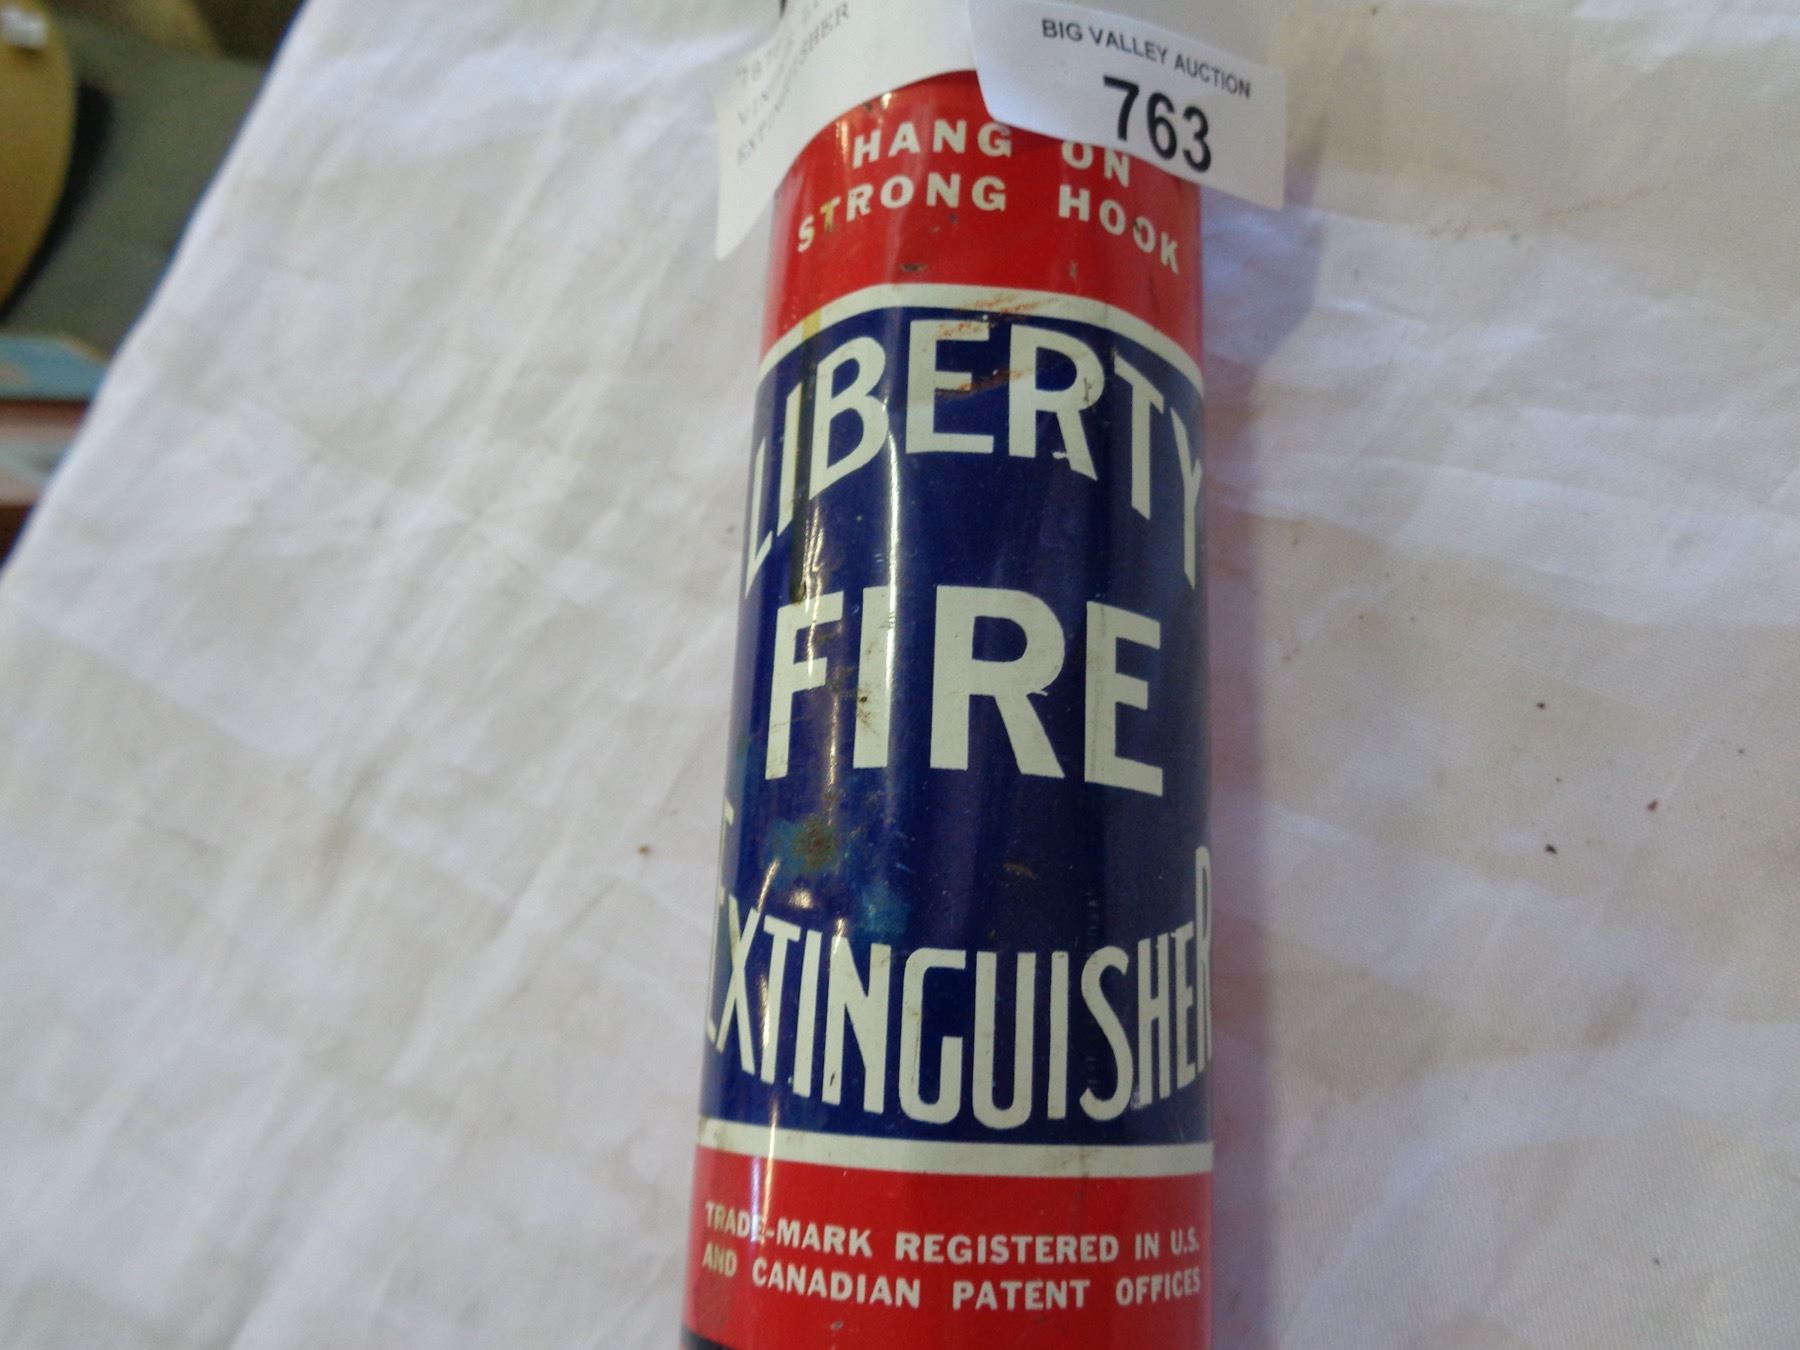 BIG VALLEY AUCTION
763
HANG ON
STRONG HOOK
LIBERTY
FIRE
EXTINGUISHER
TRADE-MARK REGISTERED IN U.S.
AND CANADIAN PATENT OFFICES